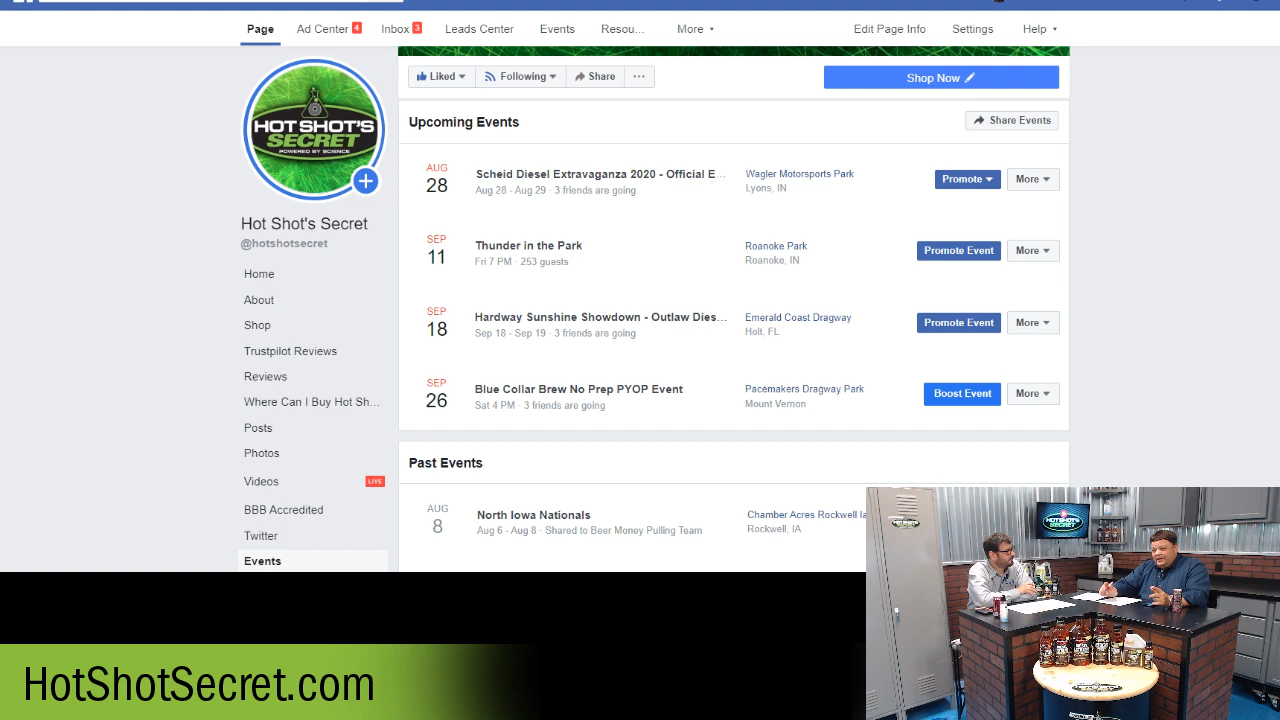 Page Ad Center 4 Inbox 3 Leads Center Events Resou... More Edit Page Info Settings Help
Liked Following Share ... Shop Now
HOT SHOT'S
SECRET
POWERED BY SCIENCE
Hot Shot's Secret
@hotshotsecret
Home
About
Shop
Trustpilot Reviews
Reviews
Where Can I Buy Hot Sh...
Posts
Photos
Videos LIVE
BBB Accredited
Twitter
Events
Upcoming Events Share Events
AUG
28
Scheid Diesel Extravaganza 2020 - Official E...
Aug 28 - Aug 29 · 3 friends are going
Wagler Motorsports Park
Lyons, IN
Promote More
SEP
11
Thunder in the Park
Fri 7 PM · 253 guests
Roanoke Park
Roanoke, IN
Promote Event More
SEP
18
Hardway Sunshine Showdown - Outlaw Dies...
Sep 18 - Sep 19 · 3 friends are going
Emerald Coast Dragway
Holt, FL
Promote Event More
SEP
26
Blue Collar Brew No Prep PYOP Event
Sat 4 PM · 3 friends are going
Pacemakers Dragway Park
Mount Vernon
Boost Event More
Past Events
AUG
8
North Iowa Nationals
Aug 6 - Aug 8 · Shared to Beer Money Pulling Team
Chamber Acres Rockwell Ia
Rockwell, IA
HOT SHOT'S
SECRET
HotShotSecret.com